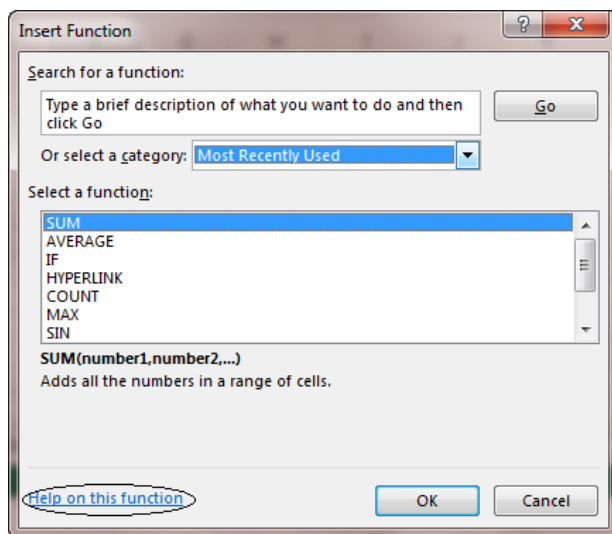 Insert Function
?
X
Search for a function:
Type a brief description of what you want to do and then
click Go
Go
Or select a category: Most Recently Used
Select a function:
SUM
AVERAGE
IF
HYPERLINK
COUNT
MAX
SIN
SUM(number1,number2,...)
Adds all the numbers in a range of cells.
Help on this function
OK
Cancel